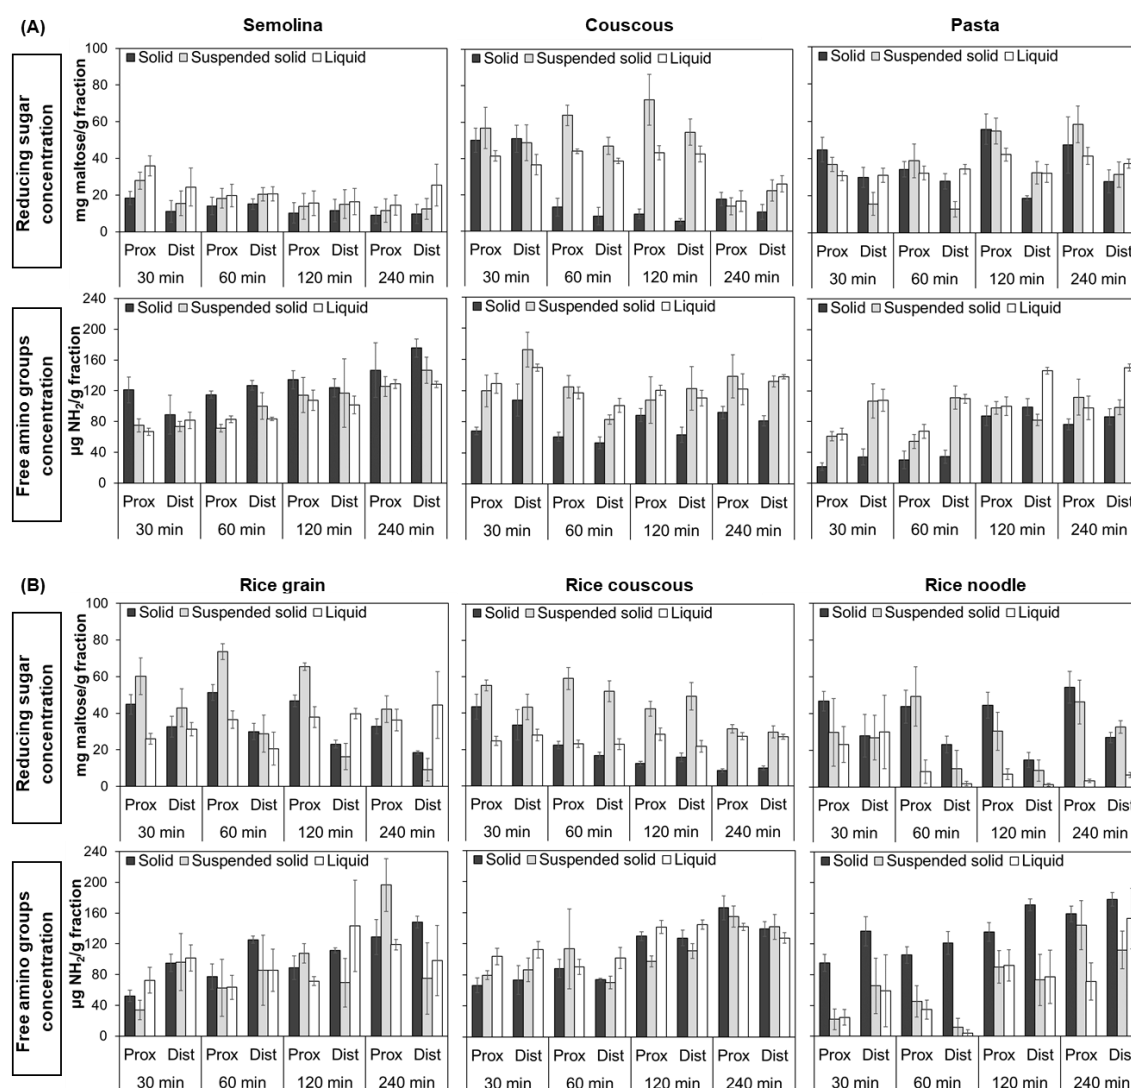 (A)
Semolina Couscous Pasta
Reducing sugar concentration
mg maltose/g fraction
100
80
60
40
20
0
Solid Suspended solid Liquid
Solid Suspended solid Liquid
Solid Suspended solid Liquid
Prox Dist Prox Dist Prox Dist Prox Dist
30 min 60 min 120 min 240 min
Prox Dist Prox Dist Prox Dist Prox Dist
30 min 60 min 120 min 240 min
Prox Dist Prox Dist Prox Dist Prox Dist
30 min 60 min 120 min 240 min
Free amino groups concentration
µg NH2/g fraction
240
200
160
120
80
40
0
Solid Suspended solid Liquid
Solid Suspended solid Liquid
Solid Suspended solid Liquid
Prox Dist Prox Dist Prox Dist Prox Dist
30 min 60 min 120 min 240 min
Prox Dist Prox Dist Prox Dist Prox Dist
30 min 60 min 120 min 240 min
Prox Dist Prox Dist Prox Dist Prox Dist
30 min 60 min 120 min 240 min
(B)
Rice grain Rice couscous Rice noodle
Reducing sugar concentration
mg maltose/g fraction
100
80
60
40
20
0
Solid Suspended solid Liquid
Solid Suspended solid Liquid
Solid Suspended solid Liquid
Prox Dist Prox Dist Prox Dist Prox Dist
30 min 60 min 120 min 240 min
Prox Dist Prox Dist Prox Dist Prox Dist
30 min 60 min 120 min 240 min
Prox Dist Prox Dist Prox Dist Prox Dist
30 min 60 min 120 min 240 min
Free amino groups concentration
µg NH2/g fraction
240
200
160
120
80
40
0
Solid Suspended solid Liquid
Solid Suspended solid Liquid
Solid Suspended solid Liquid
Prox Dist Prox Dist Prox Dist Prox Dist
30 min 60 min 120 min 240 min
Prox Dist Prox Dist Prox Dist Prox Dist
30 min 60 min 120 min 240 min
Prox Dist Prox Dist Prox Dist Prox Dist
30 min 60 min 120 min 240 min